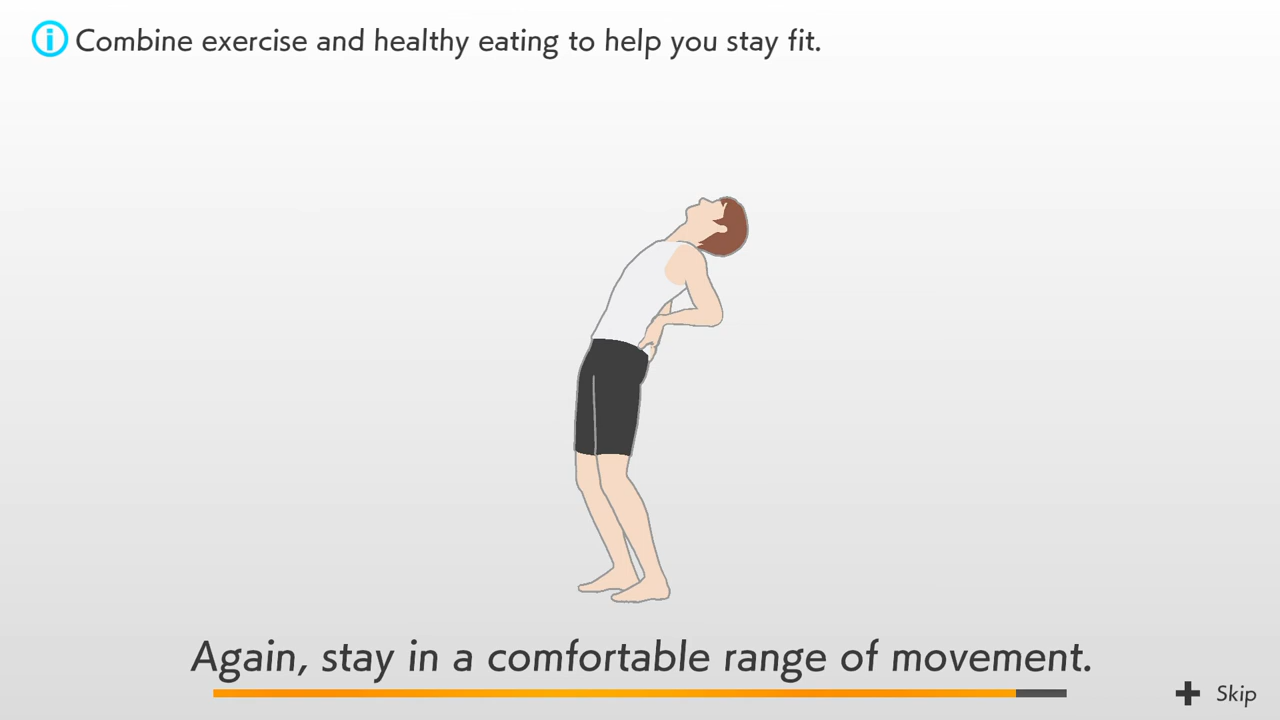 Combine exercise and healthy eating to help you stay fit.
Again, stay in a comfortable range of movement.
Skip